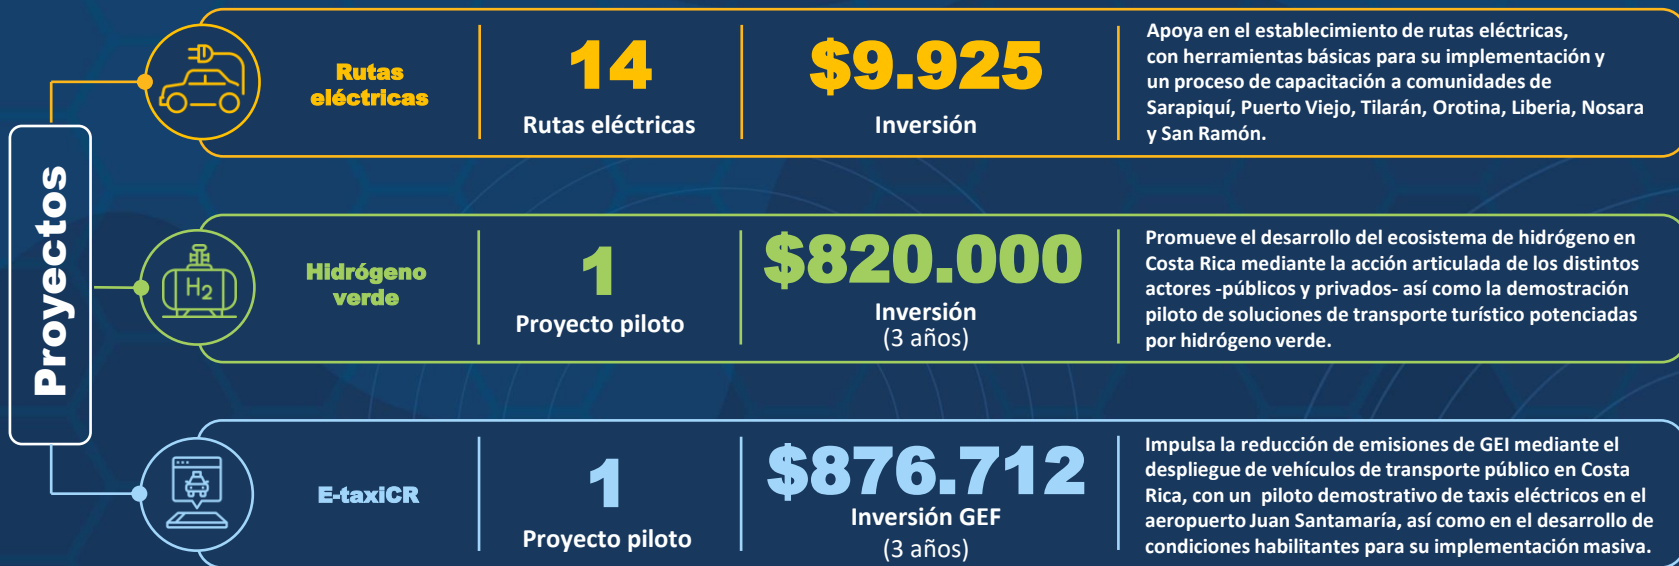 Proyectos
Rutas
eléctricas
14
Rutas eléctricas
$9.925
Inversión
Apoya en el establecimiento de rutas eléctricas,
con herramientas básicas para su implementación y
un proceso de capacitación a comunidades de
Sarapiquí, Puerto Viejo, Tilarán, Orotina, Liberia, Nosara
y San Ramón.
H2
Hidrógeno
verde
1
Proyecto piloto
$820.000
Inversión
(3 años)
Promueve el desarrollo del ecosistema de hidrógeno en
Costa Rica mediante la acción articulada de los distintos
actores -públicos y privados- así como la demostración
piloto de soluciones de transporte turístico potenciadas
por hidrógeno verde.
E-taxiCR
1
Proyecto piloto
$876.712
Inversión GEF
(3 años)
Impulsa la reducción de emisiones de GEI mediante el
despliegue de vehículos de transporte público en Costa
Rica, con un  piloto demostrativo de taxis eléctricos en el
aeropuerto Juan Santamaría, así como en el desarrollo de
condiciones habilitantes para su implementación masiva.